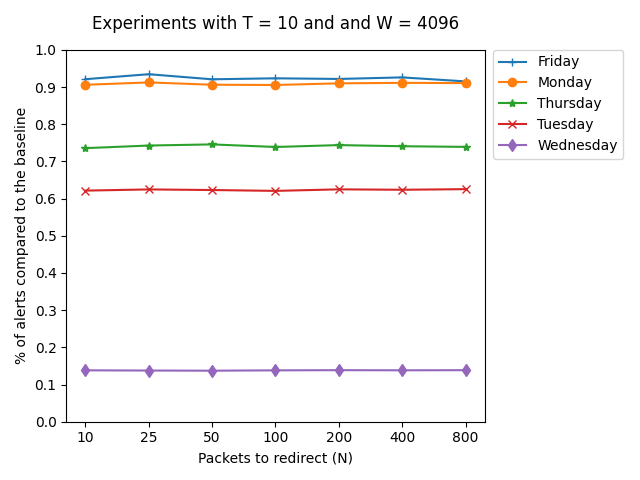 Experiments with T = 10 and and W = 4096
% of alerts compared to the baseline
1.0
0.9
0.8
0.7
0.6
0.5
0.4
0.3
0.2
0.1
0.0
10 25 50 100 200 400 800
Packets to redirect (N)
Friday
Monday
Thursday
Tuesday
Wednesday